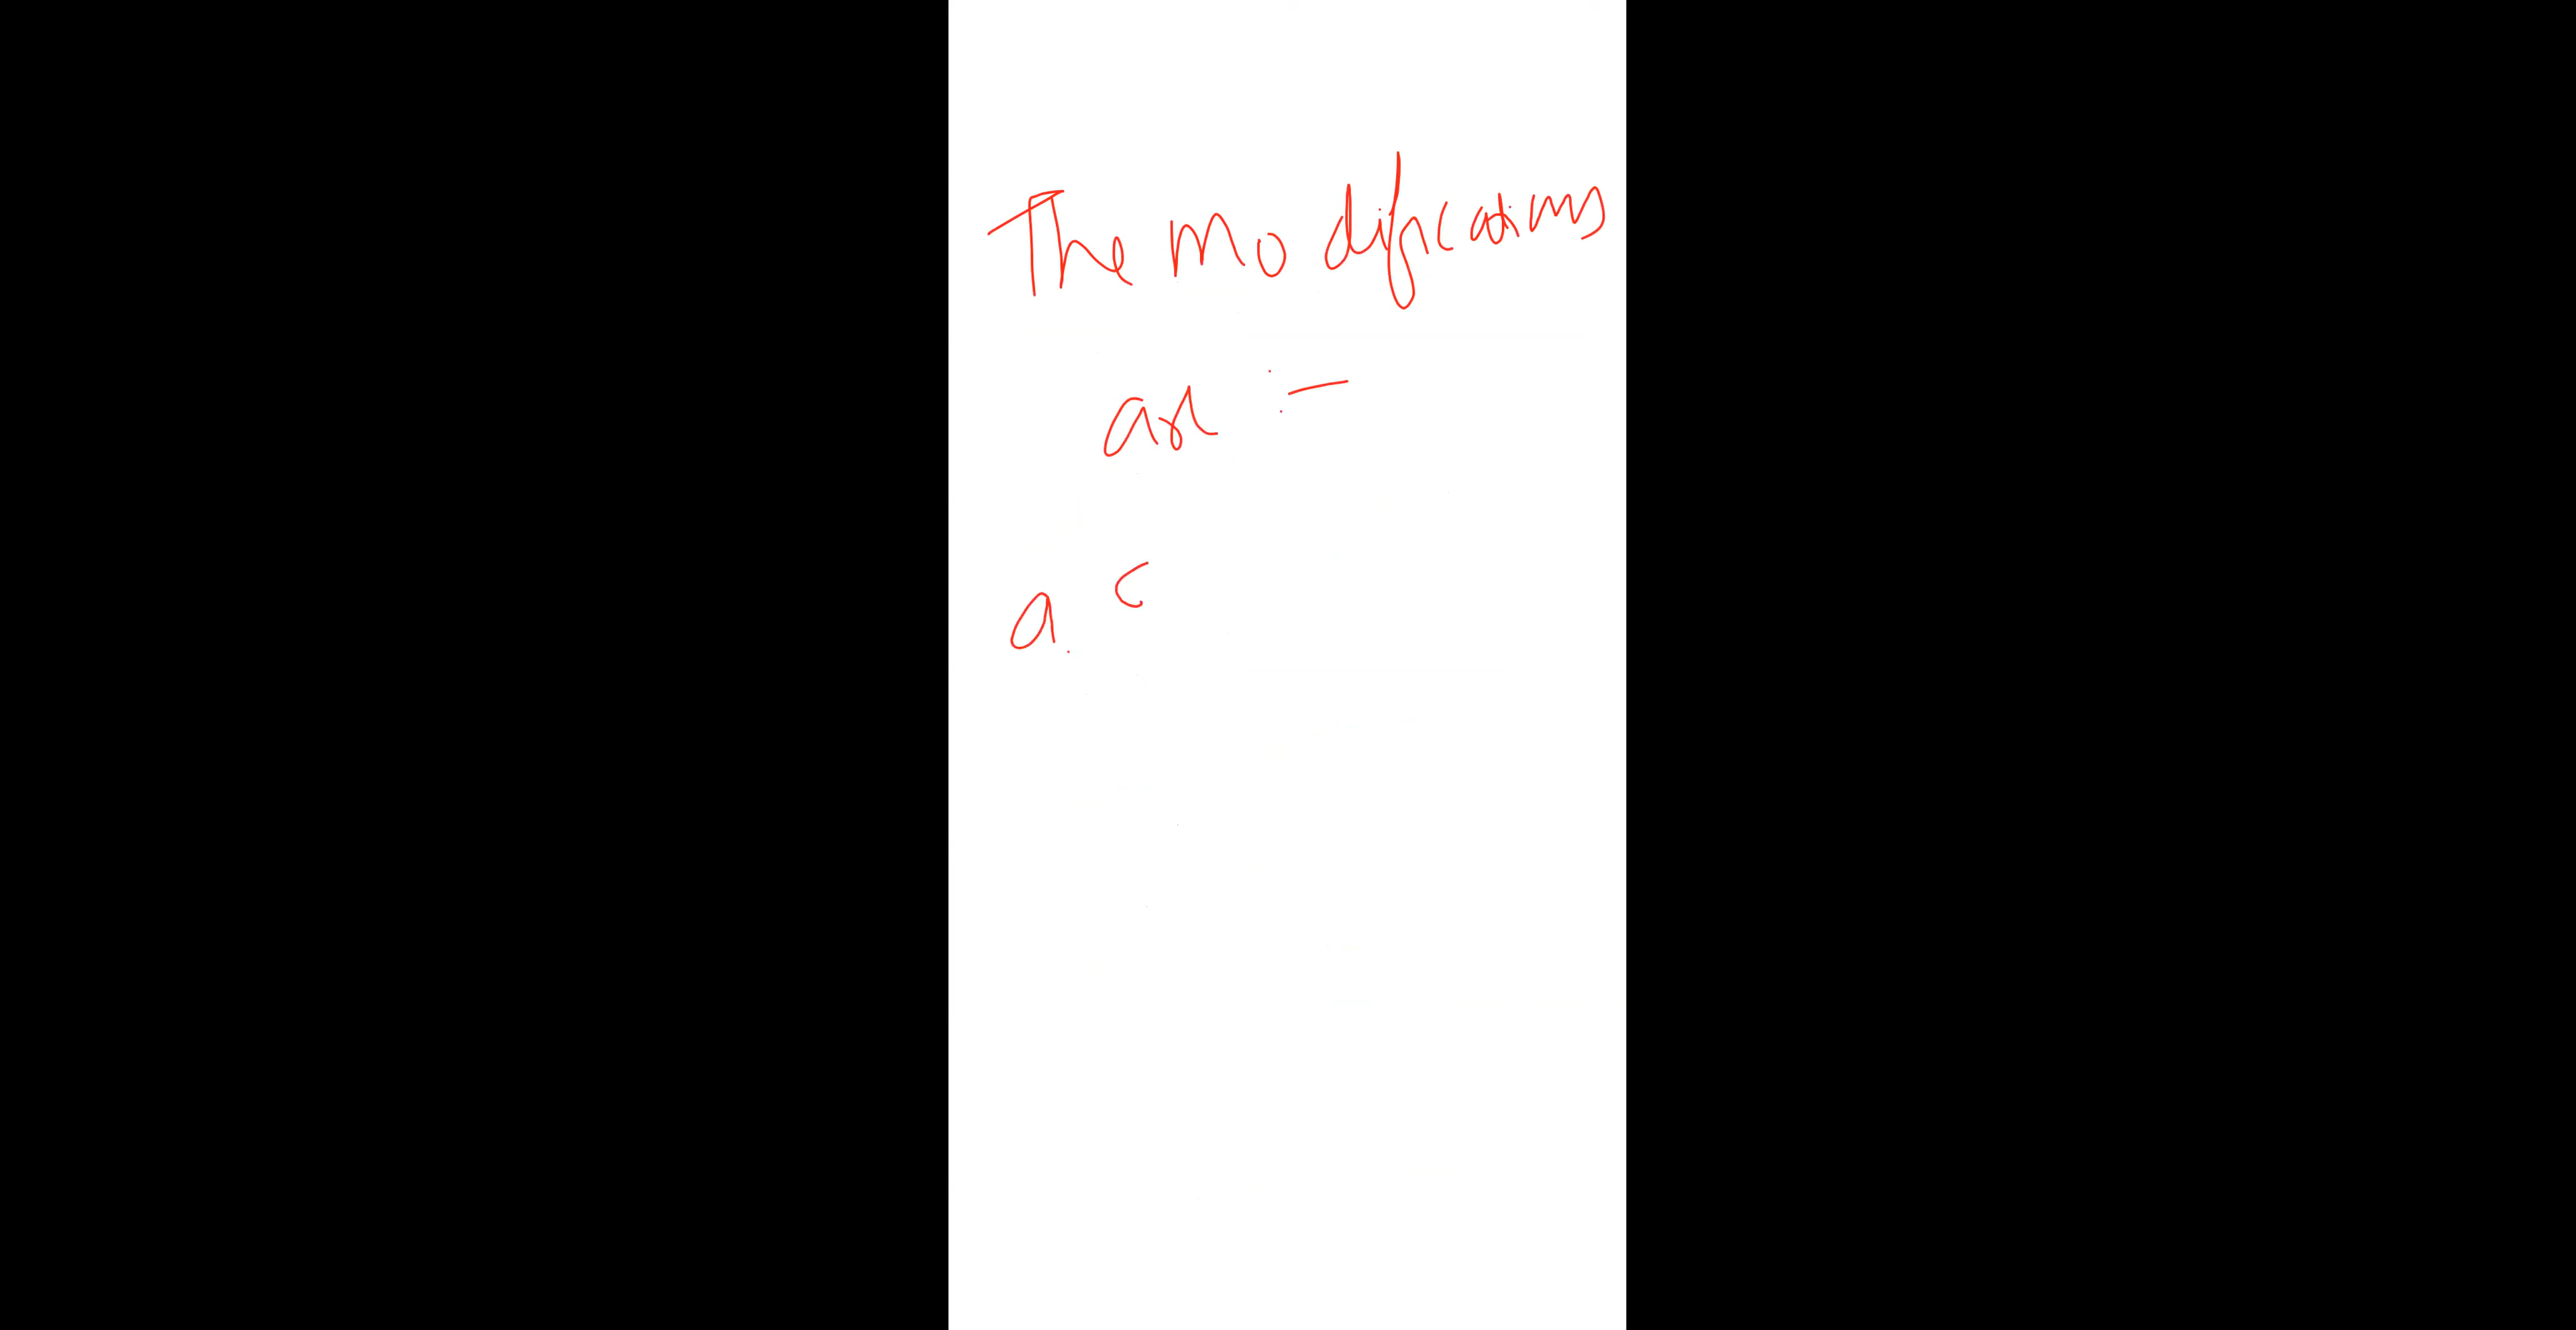 The modifications
are :-
a. c